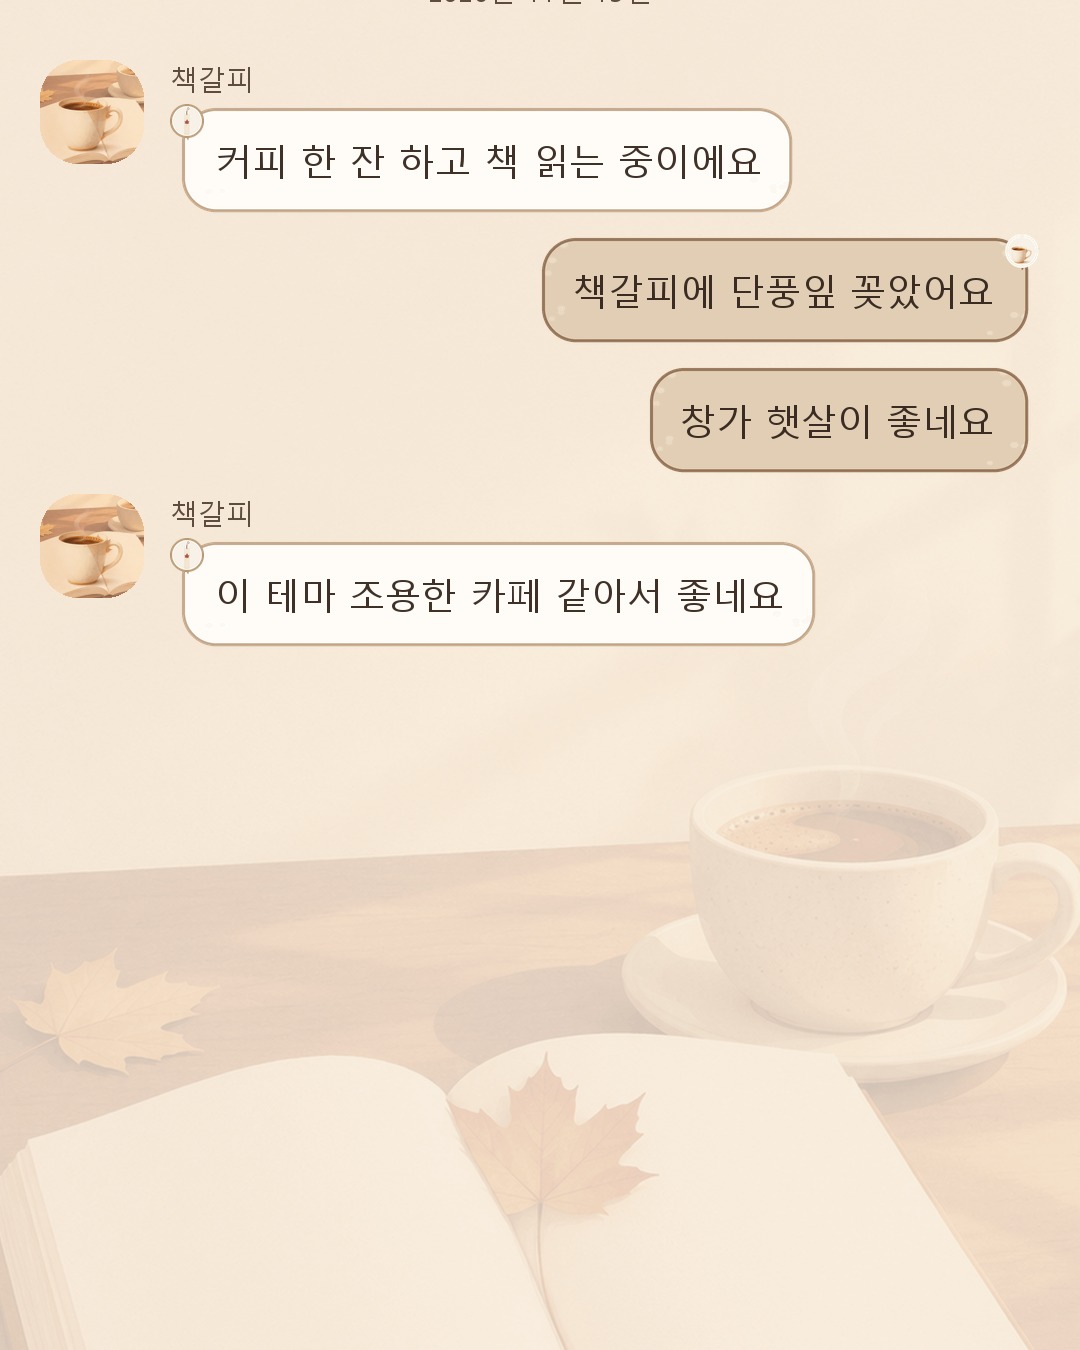 책갈피
커피 한 잔 하고 책 읽는 중이에요
책갈피에 단풍잎 꽂았어요
창가 햇살이 좋네요
책갈피
이 테마 조용한 카페 같아서 좋네요